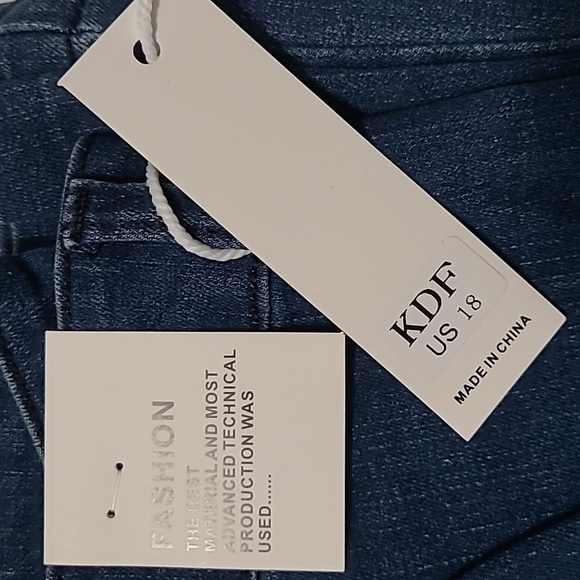 KDF
US 18
MADE IN CHINA
FASHION
THE BEST
MATERIAL AND MOST
ADVANCED TECHNICAL
PRODUCTION WAS
USED......